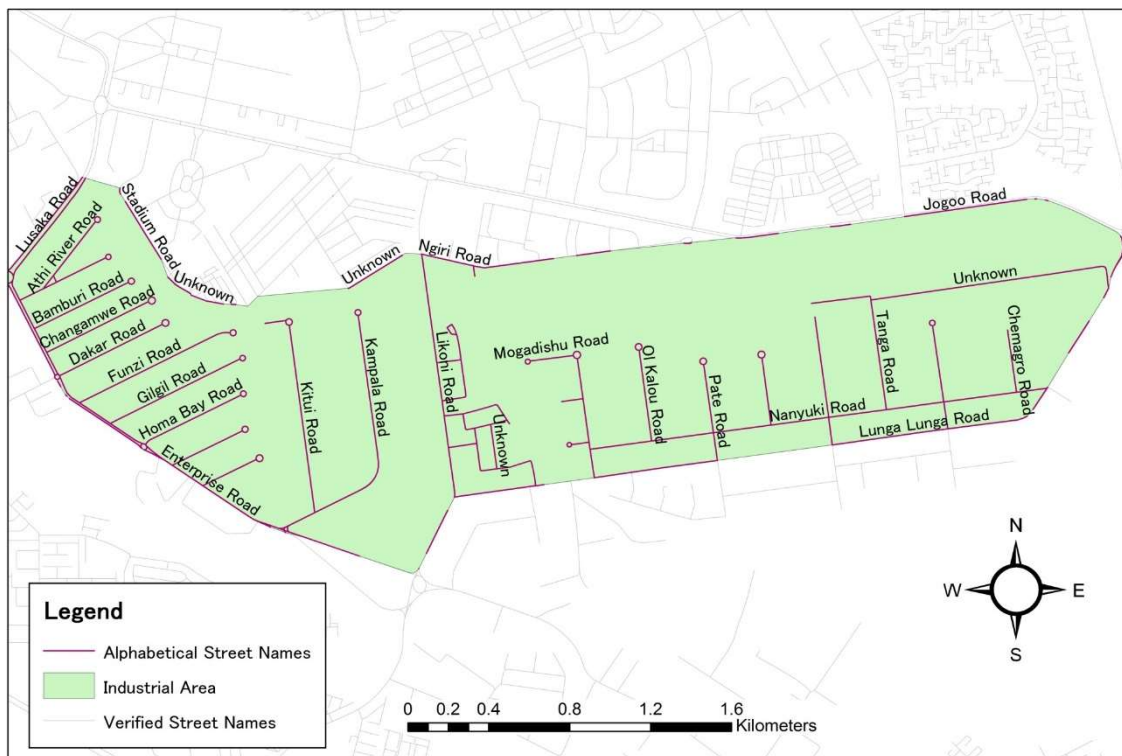 Lusaka Road
Stadium Road
Athi River Road
Jogoo Road
Ngiri Road
Unknown
Unknown
Unknown
Bamburi Road
Changamwe Road
Dakar Road
Funzi Road
Gilgil Road
Homa Bay Road
Enterprise Road
Kitui Road
Kampala Road
Likohi Road
Unknown
Mogadishu Road
Ol Kalou Road
Pate Road
Nanyuki Road
Tanga Road
Chemagro Road
Lunga Lunga Road
N
W
E
S
Legend
Alphabetical Street Names
Industrial Area
Verified Street Names
0 0.2 0.4 0.8 1.2 1.6
Kilometers